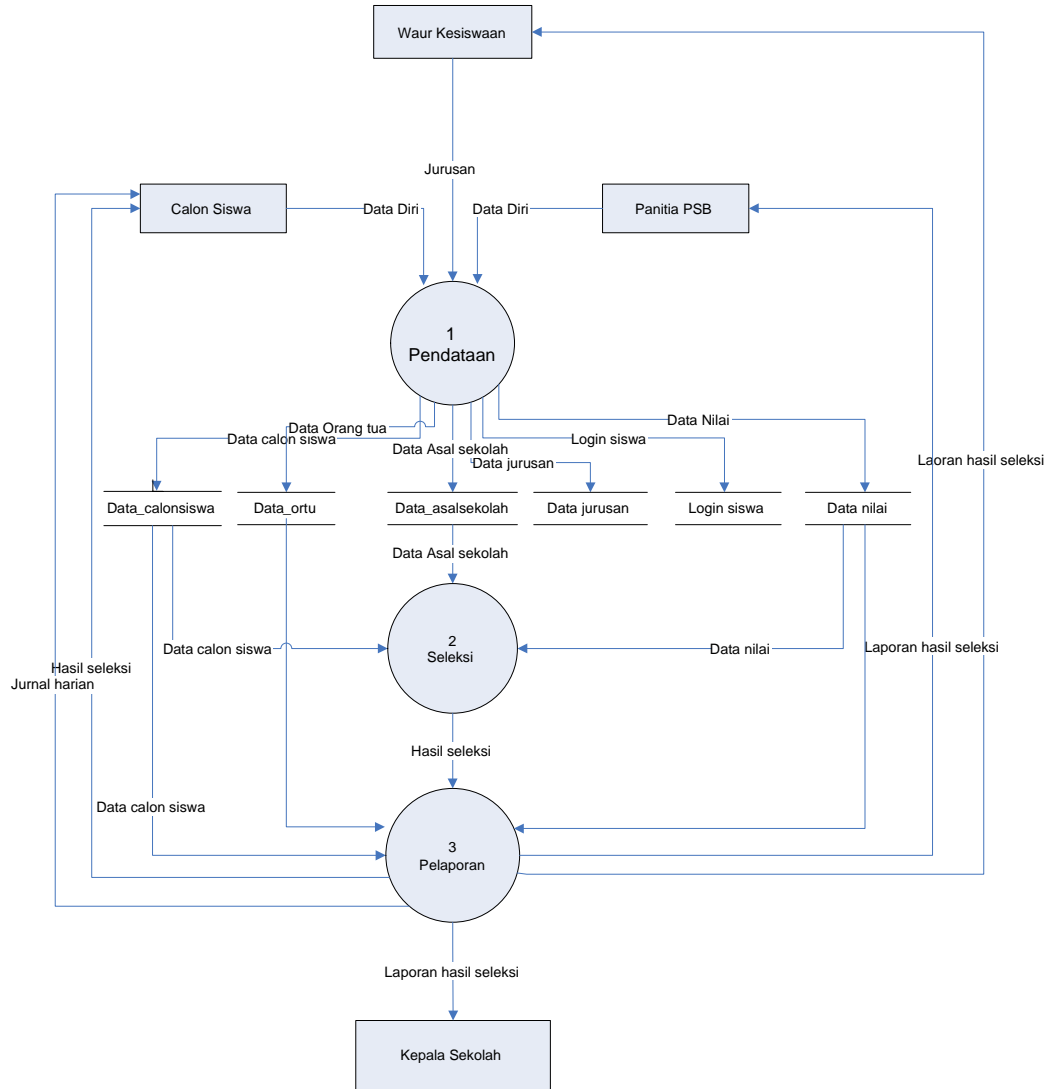 Waur Kesiswaan
Jurusan
Calon Siswa
Data Diri
Data Diri
Panitia PSB
1
Pendataan
Data Orang tua
Data calon siswa
Data Asal sekolah
Data jurusan
Login siswa
Data Nilai
Laoran hasil seleksi
Data_calonsiswa
Data_ortu
Data_asalsekolah
Data jurusan
Login siswa
Data nilai
Data Asal sekolah
2
Seleksi
Data calon siswa
Data nilai
Laporan hasil seleksi
Hasil seleksi
Jurnal harian
Hasil seleksi
Data calon siswa
3
Pelaporan
Laporan hasil seleksi
Kepala Sekolah